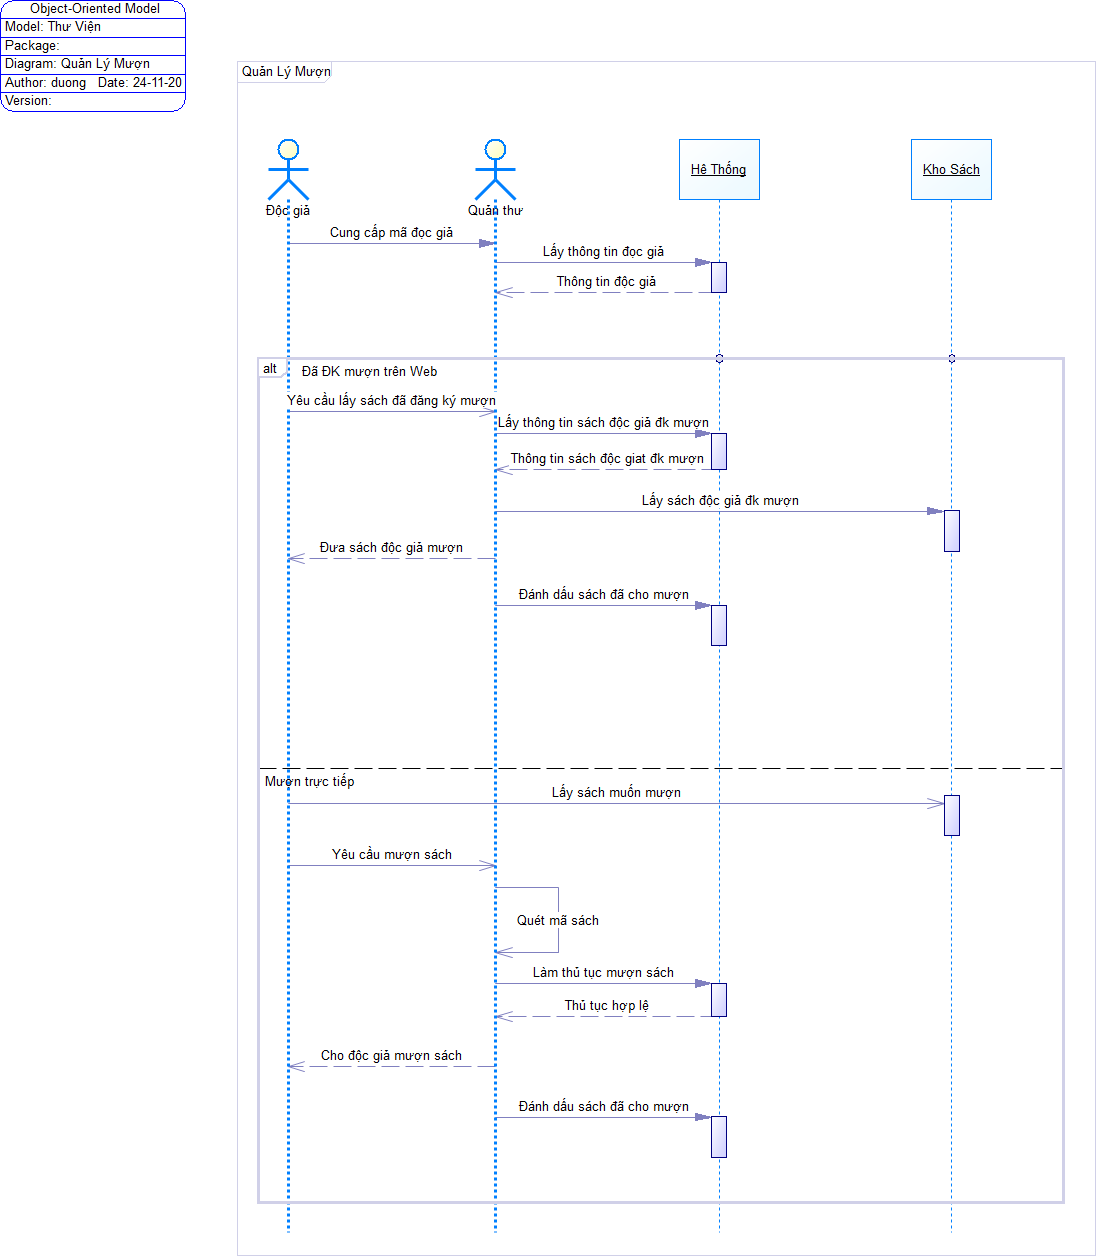 Object-Oriented Model
Model: Thư Viện
Package:
Diagram: Quản Lý Mượn
Author: duong Date: 24-11-20
Version:
Quản Lý Mượn
Độc giả
Quản thư
Hê Thống
Kho Sách
Cung cấp mã đọc giả
Lấy thông tin đọc giả
Thông tin độc giả
alt
Đã ĐK mượn trên Web
Yêu cầu lấy sách đã đăng ký mượn
Lấy thông tin sách độc giả đk mượn
Thông tin sách độc giat đk mượn
Lấy sách độc giả đk mượn
Đưa sách độc giả mượn
Đánh dấu sách đã cho mượn
Mượn trực tiếp
Lấy sách muốn mượn
Yêu cầu mượn sách
Quét mã sách
Làm thủ tục mượn sách
Thủ tục hợp lệ
Cho độc giả mượn sách
Đánh dấu sách đã cho mượn